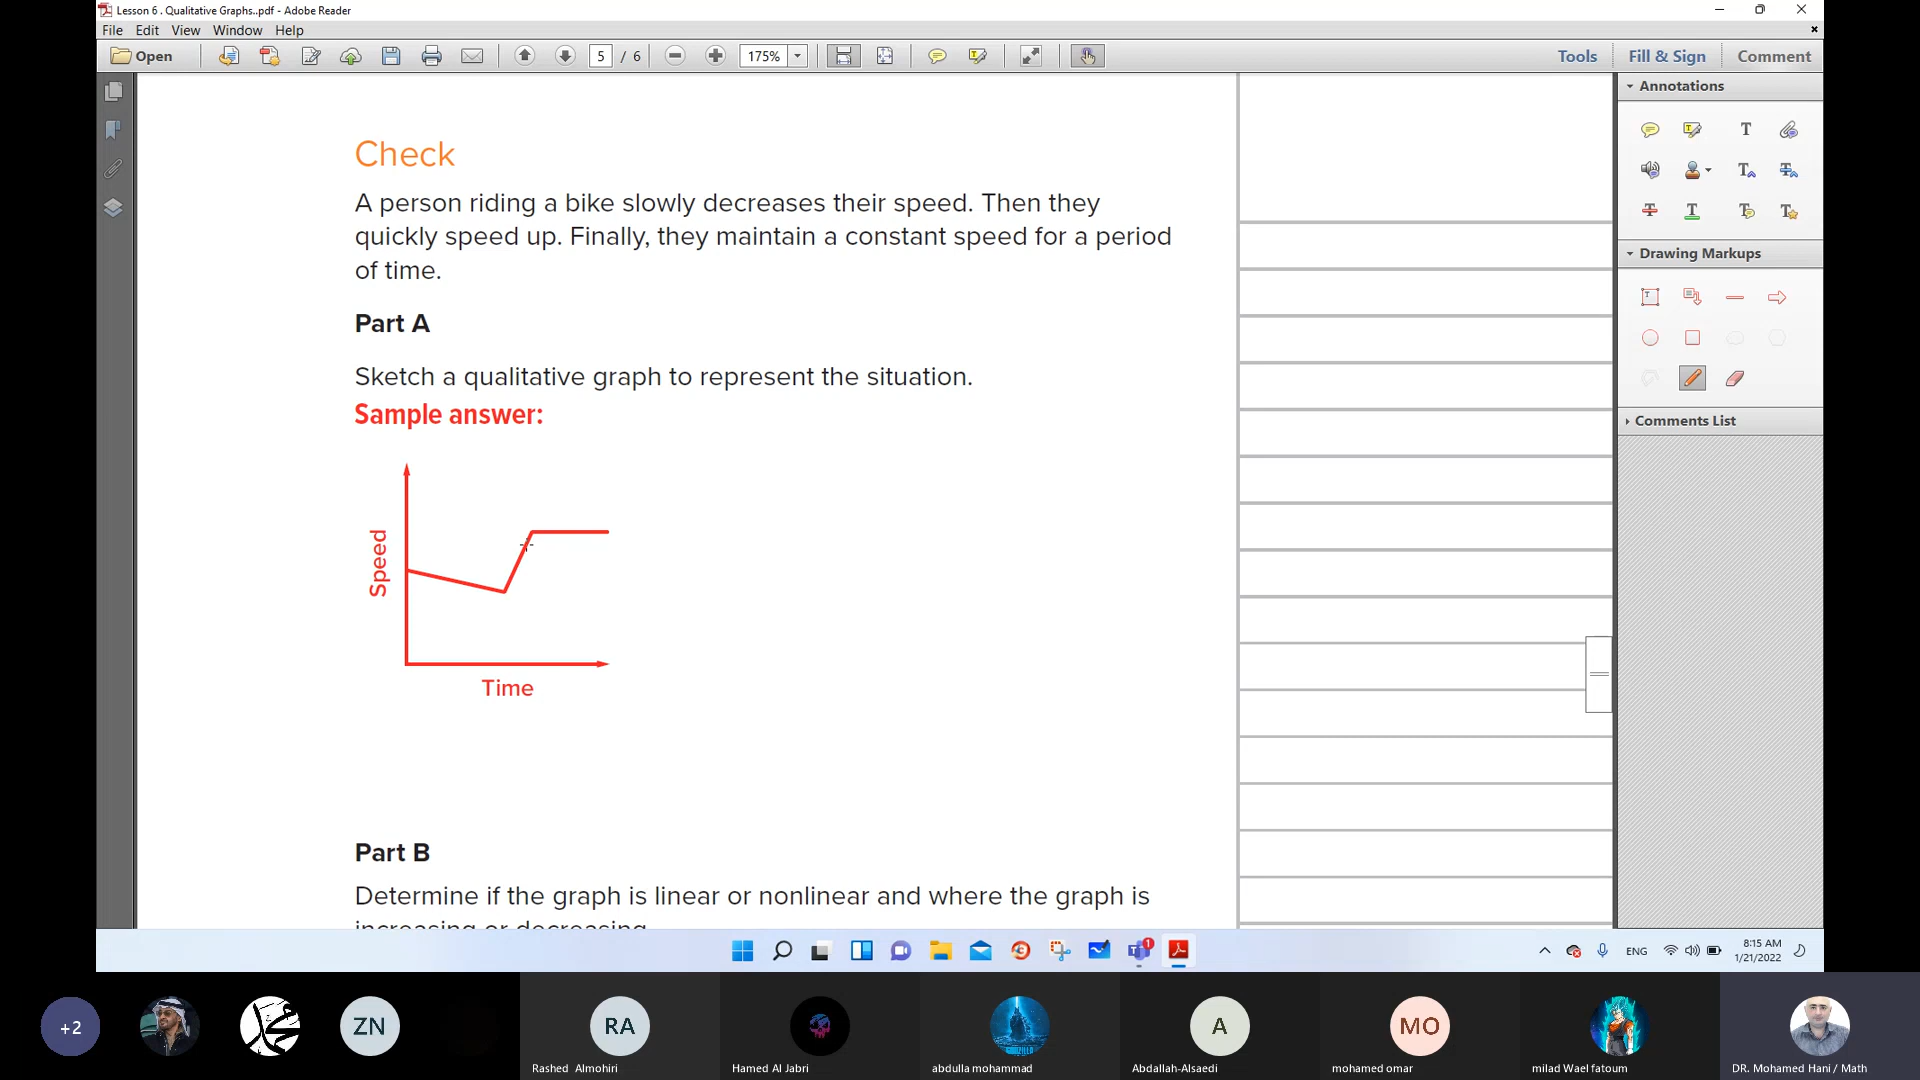 Lesson 6 . Qualitative Graphs..pdf - Adobe Reader
File Edit View Window Help
Open 5 / 6 175% Tools Fill & Sign Comment
Annotations
Check
A person riding a bike slowly decreases their speed. Then they
quickly speed up. Finally, they maintain a constant speed for a period
of time.
Part A
Sketch a qualitative graph to represent the situation.
Sample answer:
Speed
Time
Part B
Determine if the graph is linear or nonlinear and where the graph is
increasing or decreasing.
Drawing Markups
Comments List
1
ENG
8:15 AM
1/21/2022
+2
ZN
RA
A
MO
Rashed Almohiri
Hamed Al Jabri
abdulla mohammad
Abdallah-Alsaedi
mohamed omar
milad Wael fatoum
DR. Mohamed Hani / Math